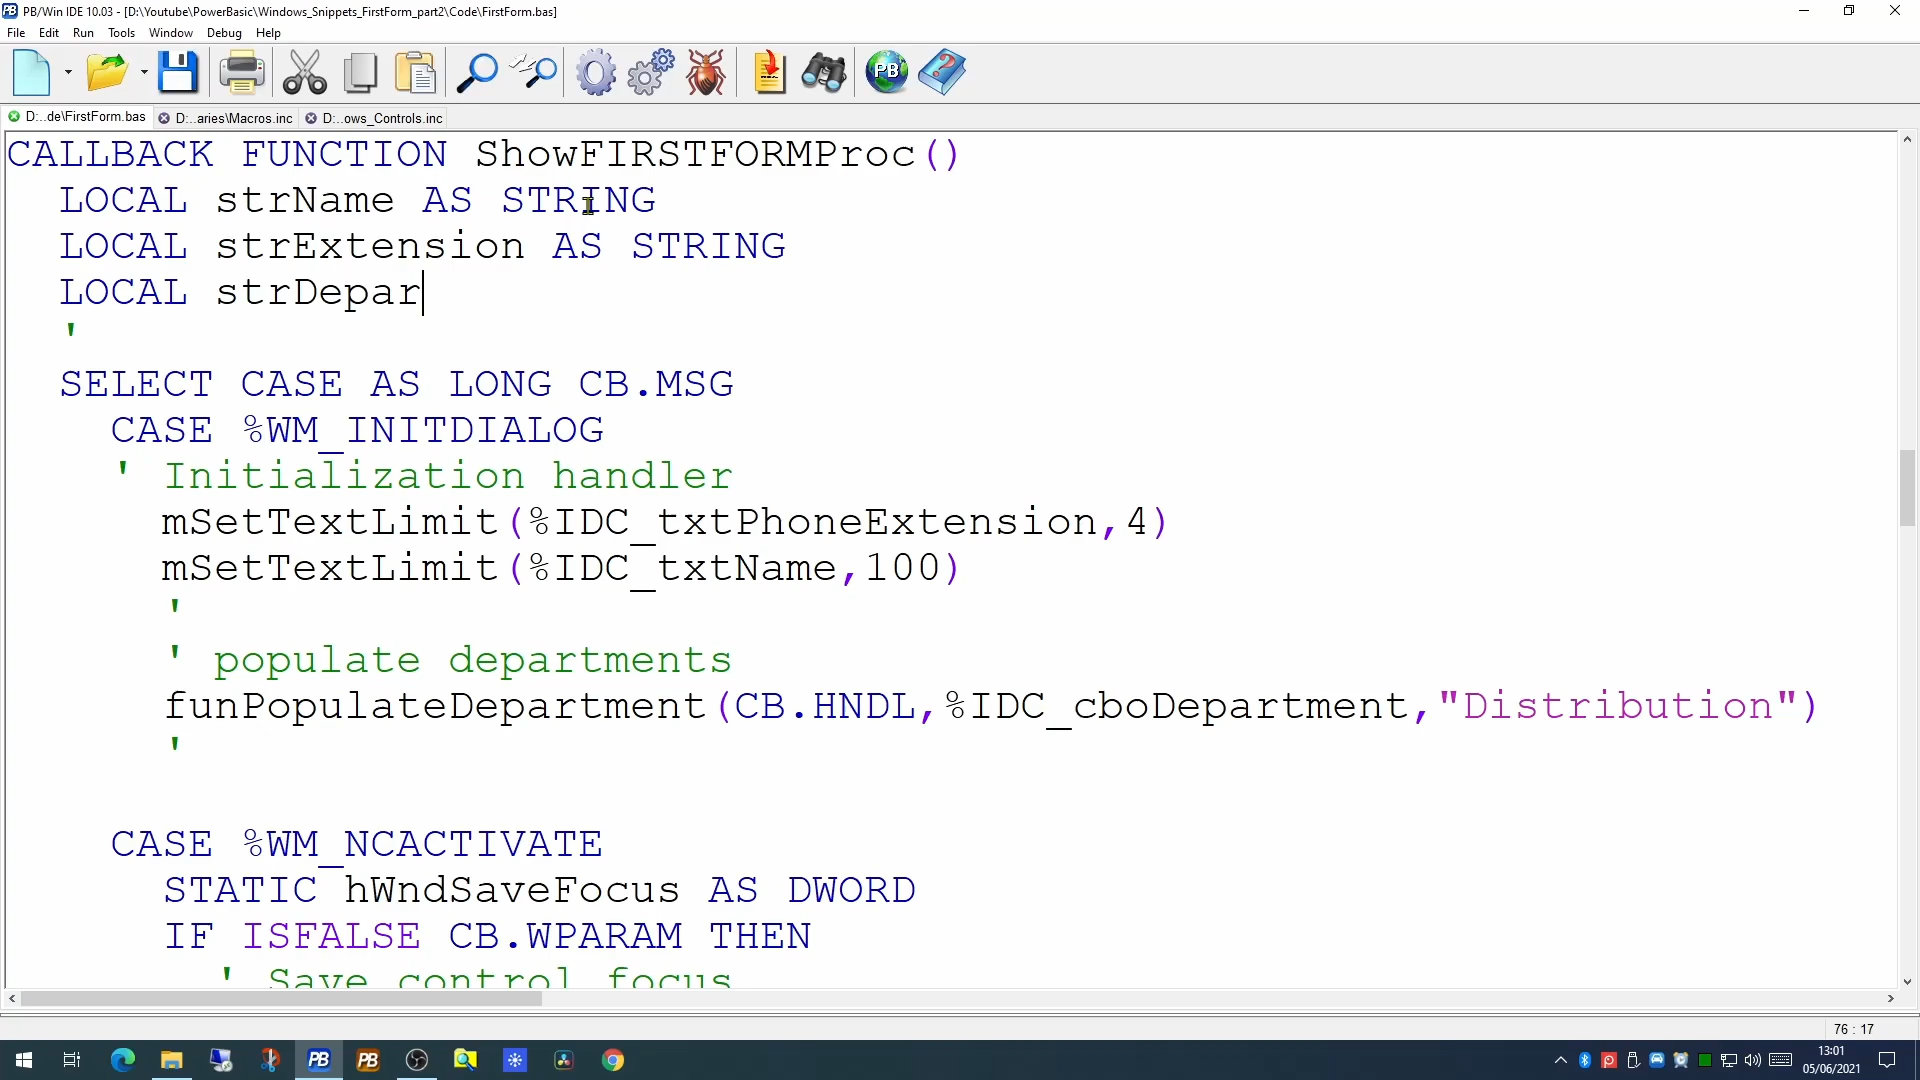 PB/Win IDE 10.03 - [D:\Youtube\PowerBasic\Windows_Snippets_FirstForm_part2\Code\FirstForm.bas]
File Edit Run Tools Window Debug Help
PB
D:..de\FirstForm.bas D:..aries\Macros.inc D:..ows_Controls.inc
CALLBACK FUNCTION ShowFIRSTFORMProc()
LOCAL strName AS STRING
LOCAL strExtension AS STRING
LOCAL strDepar
'
SELECT CASE AS LONG CB.MSG
CASE %WM_INITDIALOG
' Initialization handler
mSetTextLimit(%IDC_txtPhoneExtension,4)
mSetTextLimit(%IDC_txtName,100)
'
' populate departments
funPopulateDepartment(CB.HNDL,%IDC_cboDepartment,"Distribution")
'
CASE %WM_NCACTIVATE
STATIC hWndSaveFocus AS DWORD
IF ISFALSE CB.WPARAM THEN
' Save control focus
76 : 17
PB PB
13:01
05/06/2021